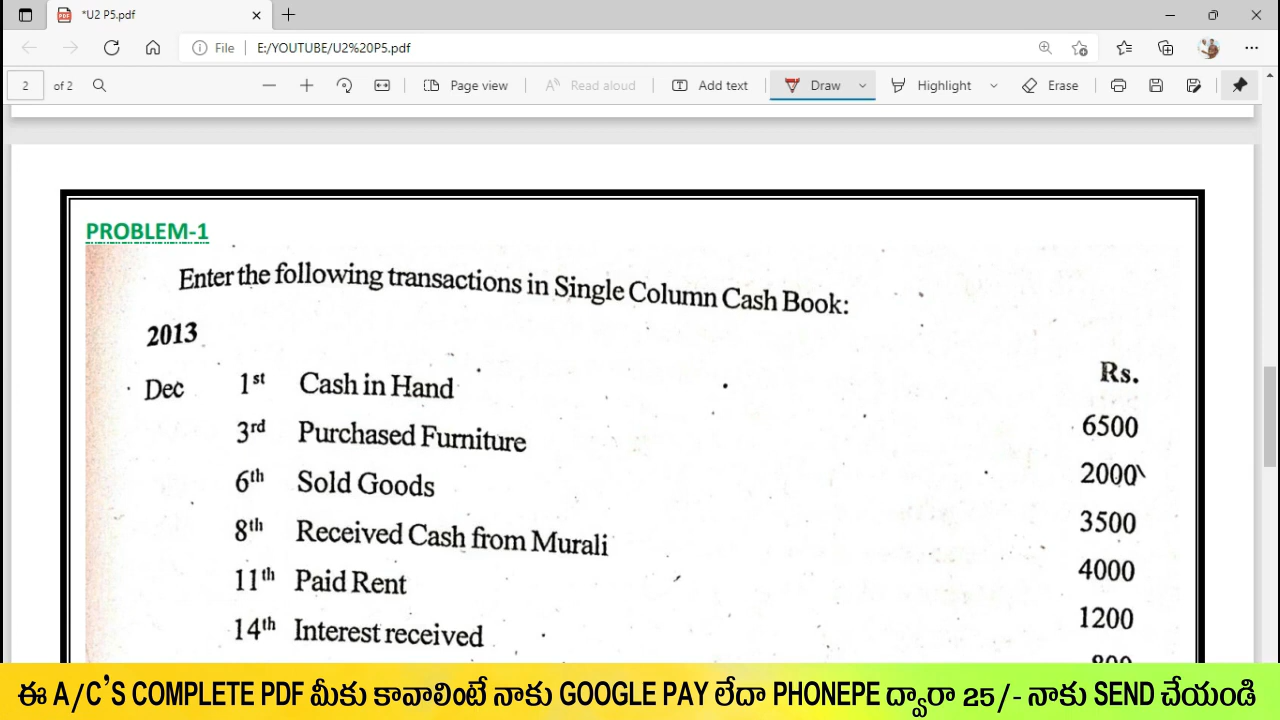 *U2 P5.pdf
File E:/YOUTUBE/U2%20P5.pdf
2 of 2 Page view Read aloud Add text Draw Highlight Erase
PROBLEM-1
Enter the following transactions in Single Column Cash Book:
2013
Rs.
Dec 1st Cash in Hand 6500
3rd Purchased Furniture 2000
6th Sold Goods 3500
8th Received Cash from Murali 4000
11th Paid Rent 1200
14th Interest received
ఈ A/C'S COMPLETE PDF మీకు కావాలింటే నాకు GOOGLE PAY లేదా PHONEPE ద్వారా 25/- నాకు SEND చేయండి